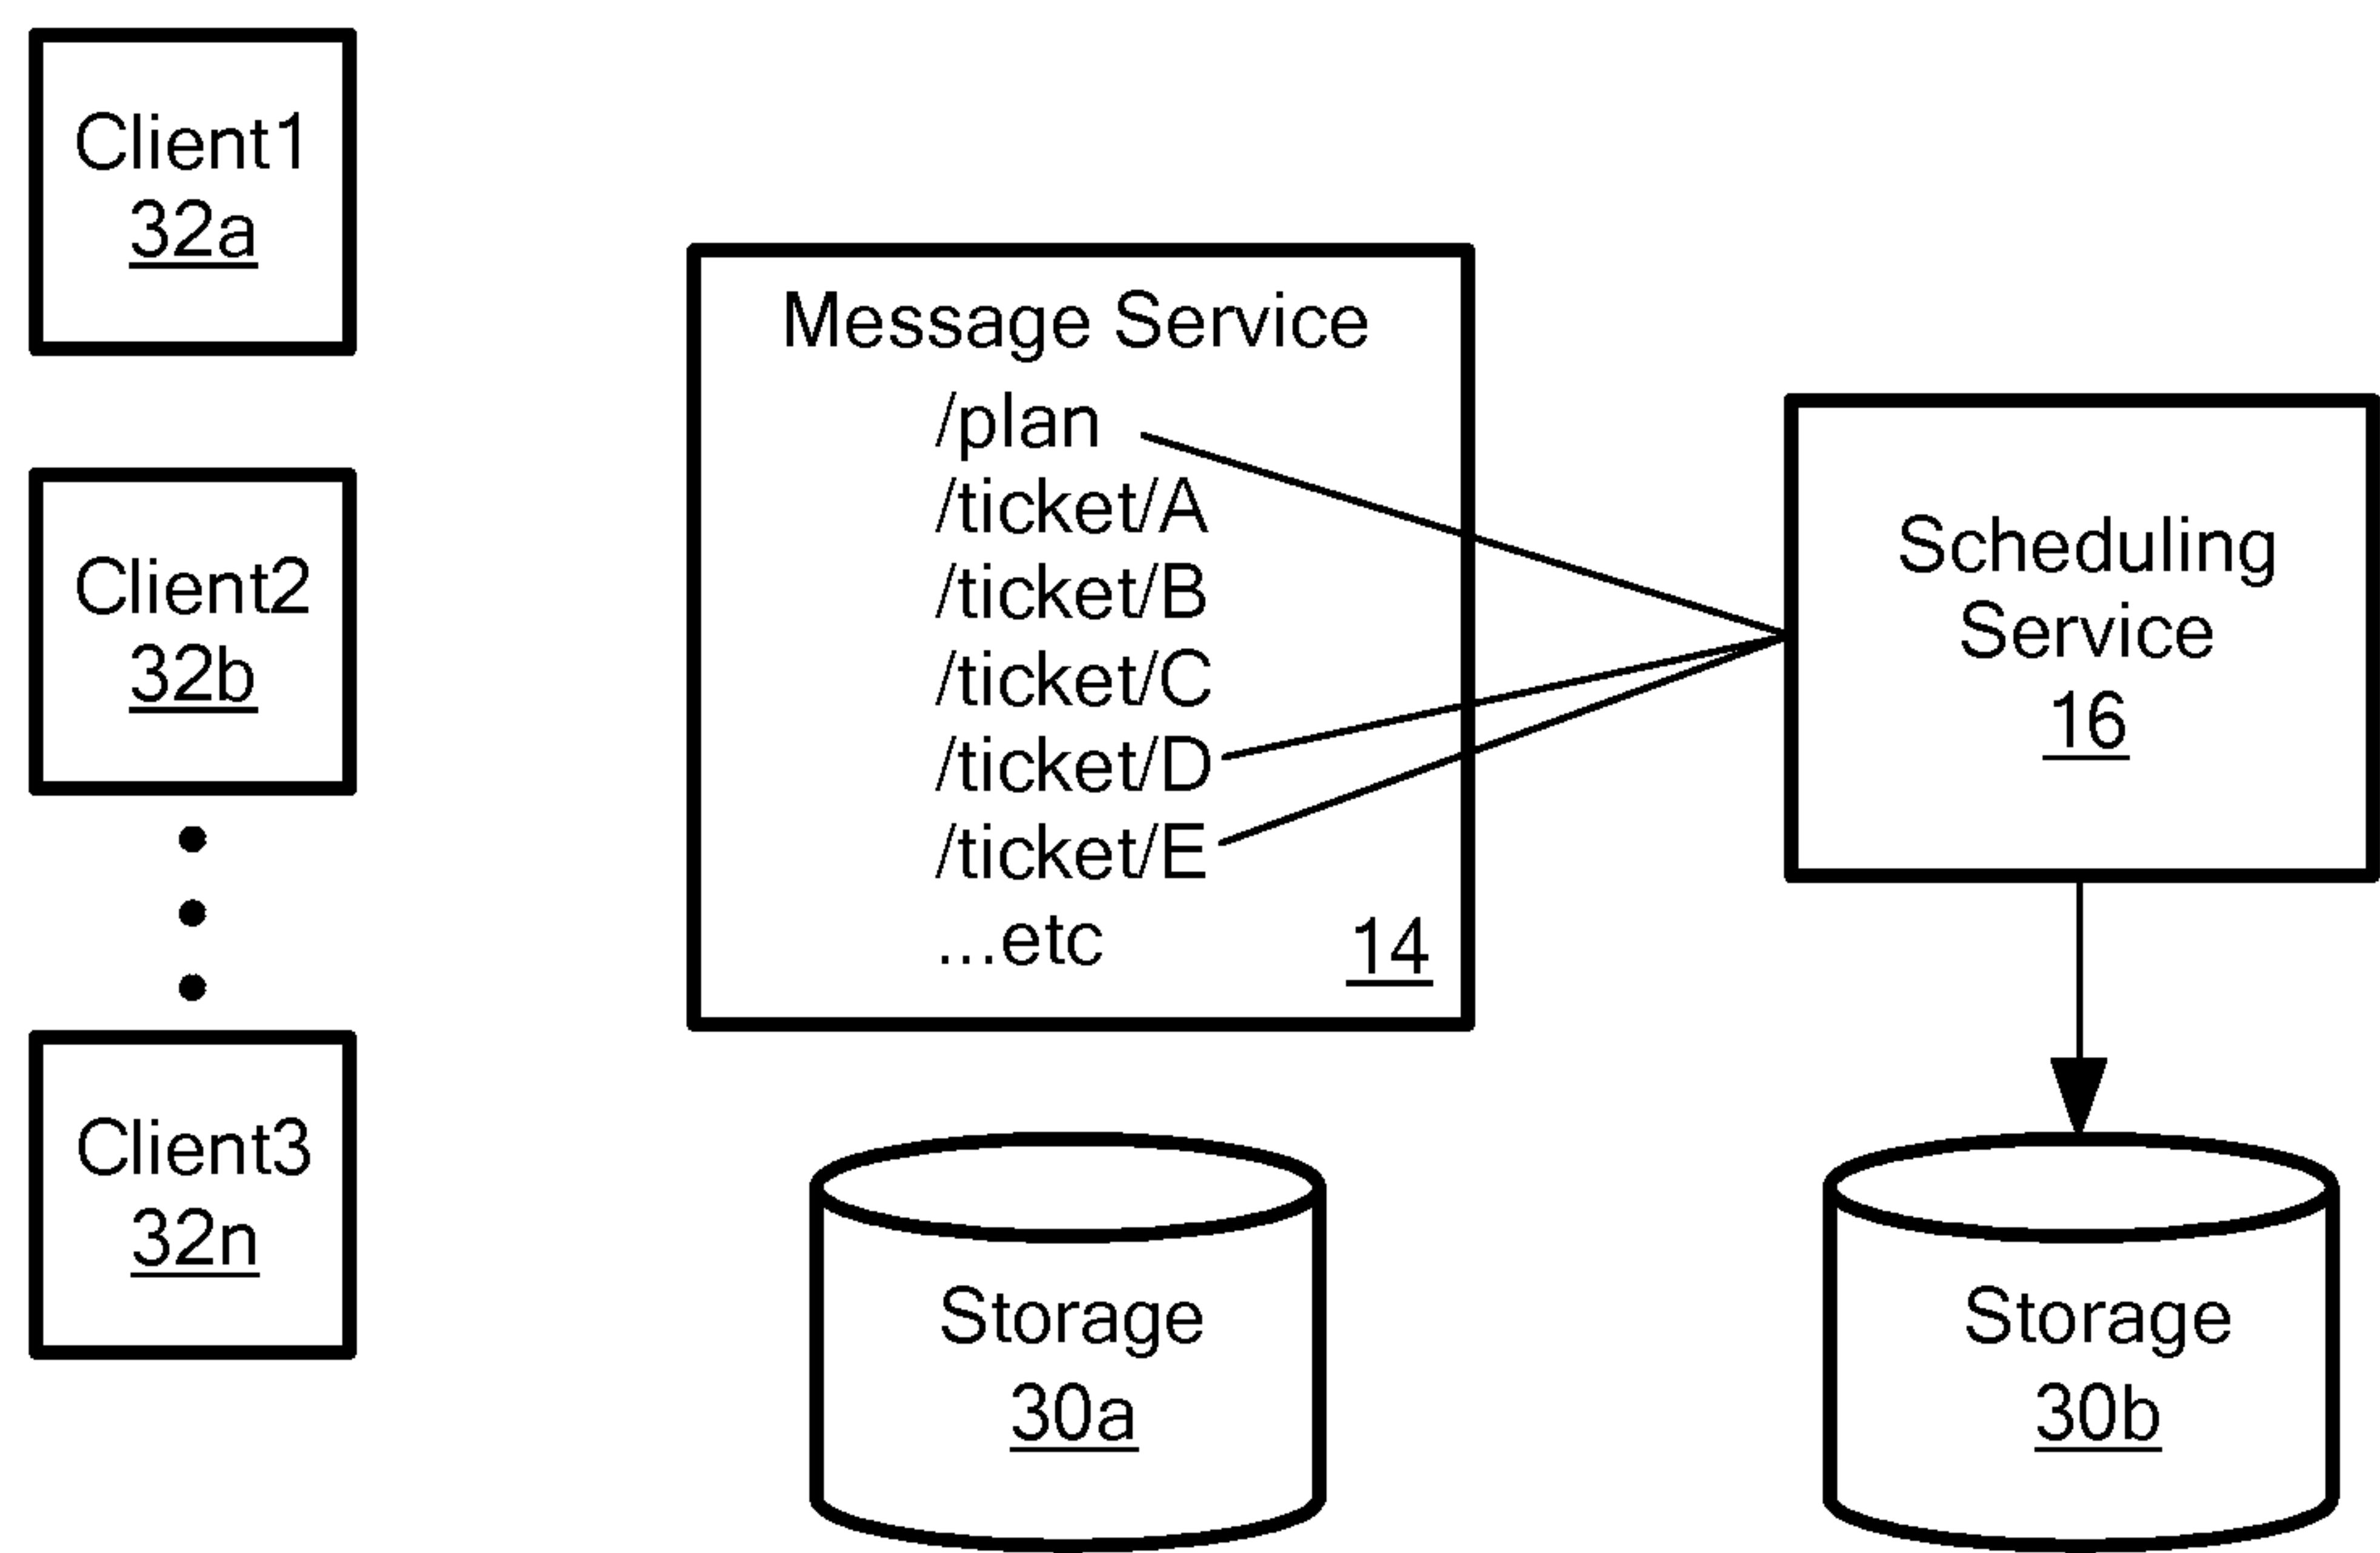 Client1
32a
Client2
32b
Client3
32n
Message Service
/plan
/ticket/A
/ticket/B
/ticket/C
/ticket/D
/ticket/E
...etc
14
Scheduling
Service
16
Storage
30a
Storage
30b